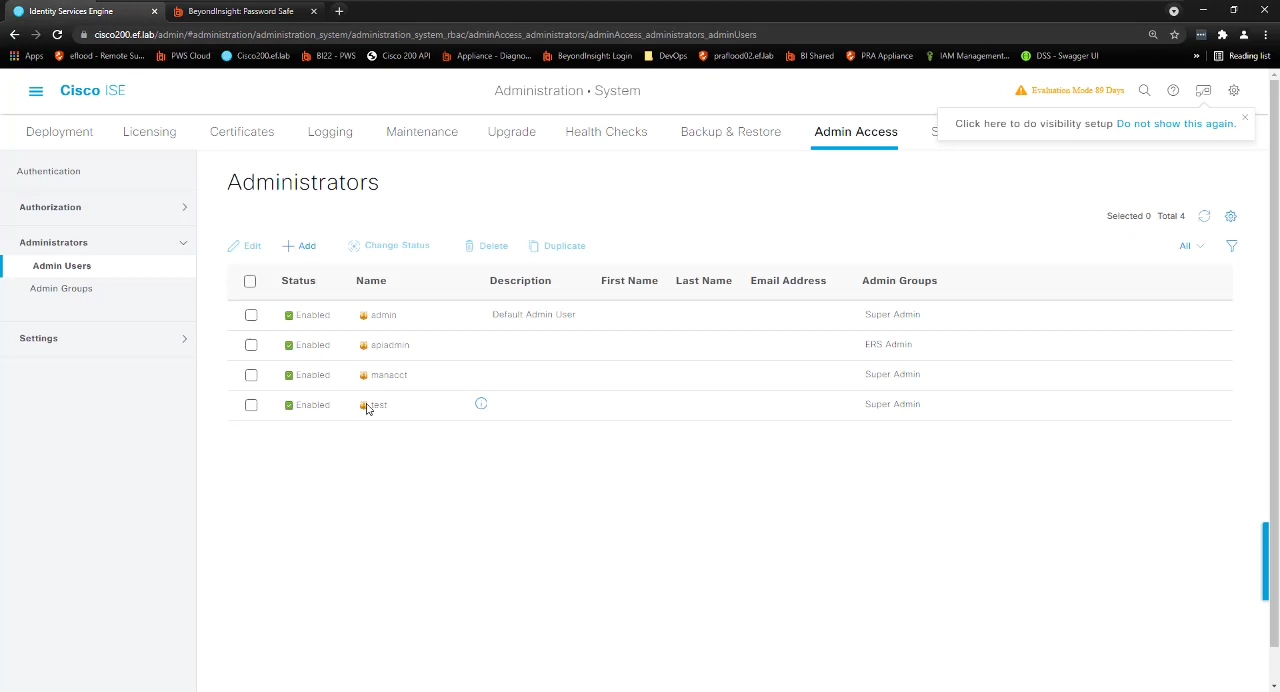 Identity Services Engine
BeyondInsight: Password Safe
cisco200.ef.lab/admin/#administration/administration_system/administration_system_rbac/adminAccess_administrators/adminAccess_administrators_adminUsers
Apps eflood - Remote Su... PWS Cloud Cisco200.ef.lab BI22 - PWS Cisco 200 API Appliance - Diagno... BeyondInsight: Login DevOps praflood02.ef.lab BI Shared PRA Appliance IAM Management... DSS - Swagger UI » Reading list
Cisco ISE
Administration • System
Evaluation Mode 89 Days
Deployment Licensing Certificates Logging Maintenance Upgrade Health Checks Backup & Restore Admin Access S
Click here to do visibility setup Do not show this again.
Authentication
Authorization
Administrators
Admin Users
Admin Groups
Settings
Administrators
Selected 0 Total 4
Edit Add Change Status Delete Duplicate
All
Status Name Description First Name Last Name Email Address Admin Groups
Enabled admin Default Admin User Super Admin
Enabled apiadmin ERS Admin
Enabled manacct Super Admin
Enabled test Super Admin